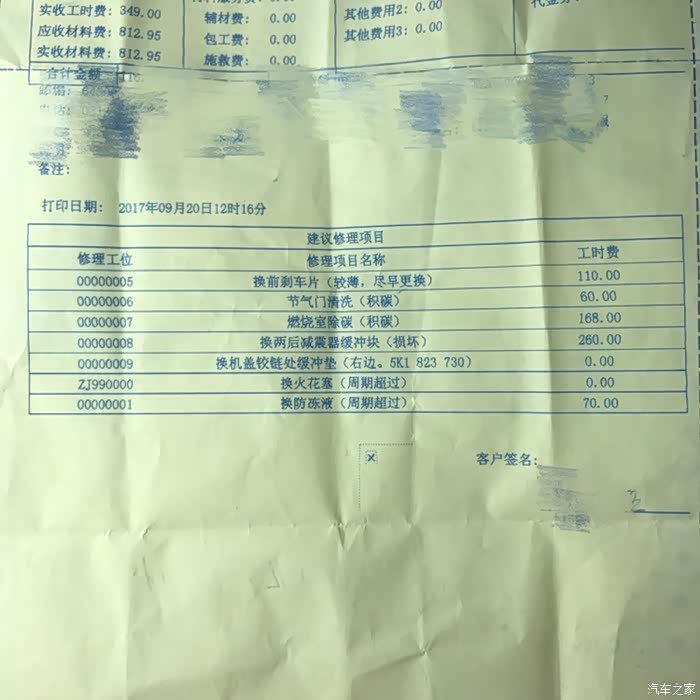 实收工时费: 349.00
辅材费: 0.00
其他费用2: 0.00
应收材料费: 812.95
包工费: 0.00
其他费用3: 0.00
实收材料费: 812.95
施救费: 0.00
合计金额
邮编:
备注:
打印日期: 2017年09月20日12时16分
建议修理项目
修理工位 修理项目名称 工时费
00000005 换前刹车片（较薄，尽早更换） 110.00
00000006 节气门清洗（积碳） 60.00
00000007 燃烧室除碳（积碳） 168.00
00000008 换两后减震器缓冲块（损坏） 260.00
00000009 换机盖铰链处缓冲垫（右边。5K1 823 730） 0.00
ZJ990000 换火花塞（周期超过） 0.00
00000001 换防冻液（周期超过） 70.00
客户签名:
汽车之家